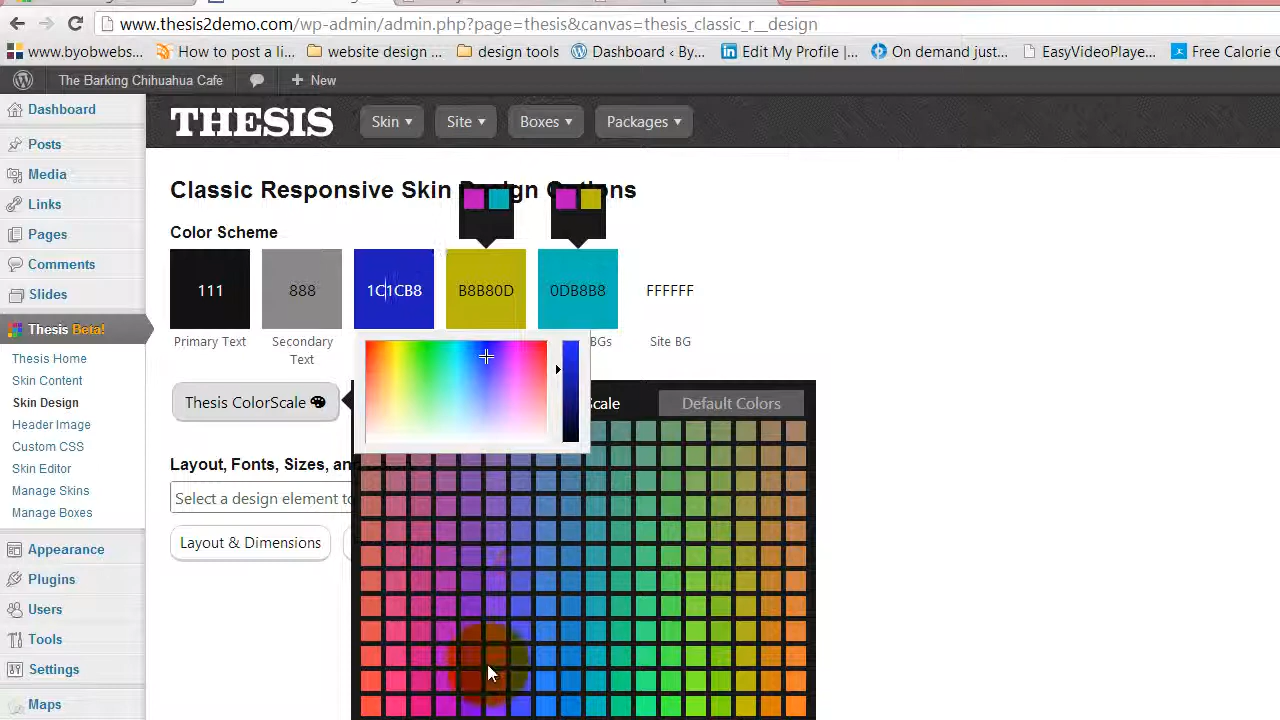 www.thesis2demo.com/wp-admin/admin.php?page=thesis&canvas=thesis_classic_r__design
www.byobwebs... How to post a li... website design ... design tools Dashboard ‹ By... Edit My Profile |... On demand just... EasyVideoPlaye... Free Calorie
The Barking Chihuahua Cafe + New
THESIS Skin ▾ Site ▾ Boxes ▾ Packages ▾
Dashboard
Posts
Media
Links
Pages
Comments
Slides
Thesis Beta!
Thesis Home
Skin Content
Skin Design
Header Image
Custom CSS
Skin Editor
Manage Skins
Manage Boxes
Appearance
Plugins
Users
Tools
Settings
Maps
Classic Responsive Skin Design Options
Color Scheme
111 888 1C1CB8 B8B80D 0DB8B8 FFFFFF
Primary Text Secondary Text BGs Site BG
Thesis ColorScale Scale Default Colors
Layout, Fonts, Sizes, an
Select a design element to
Layout & Dimensions